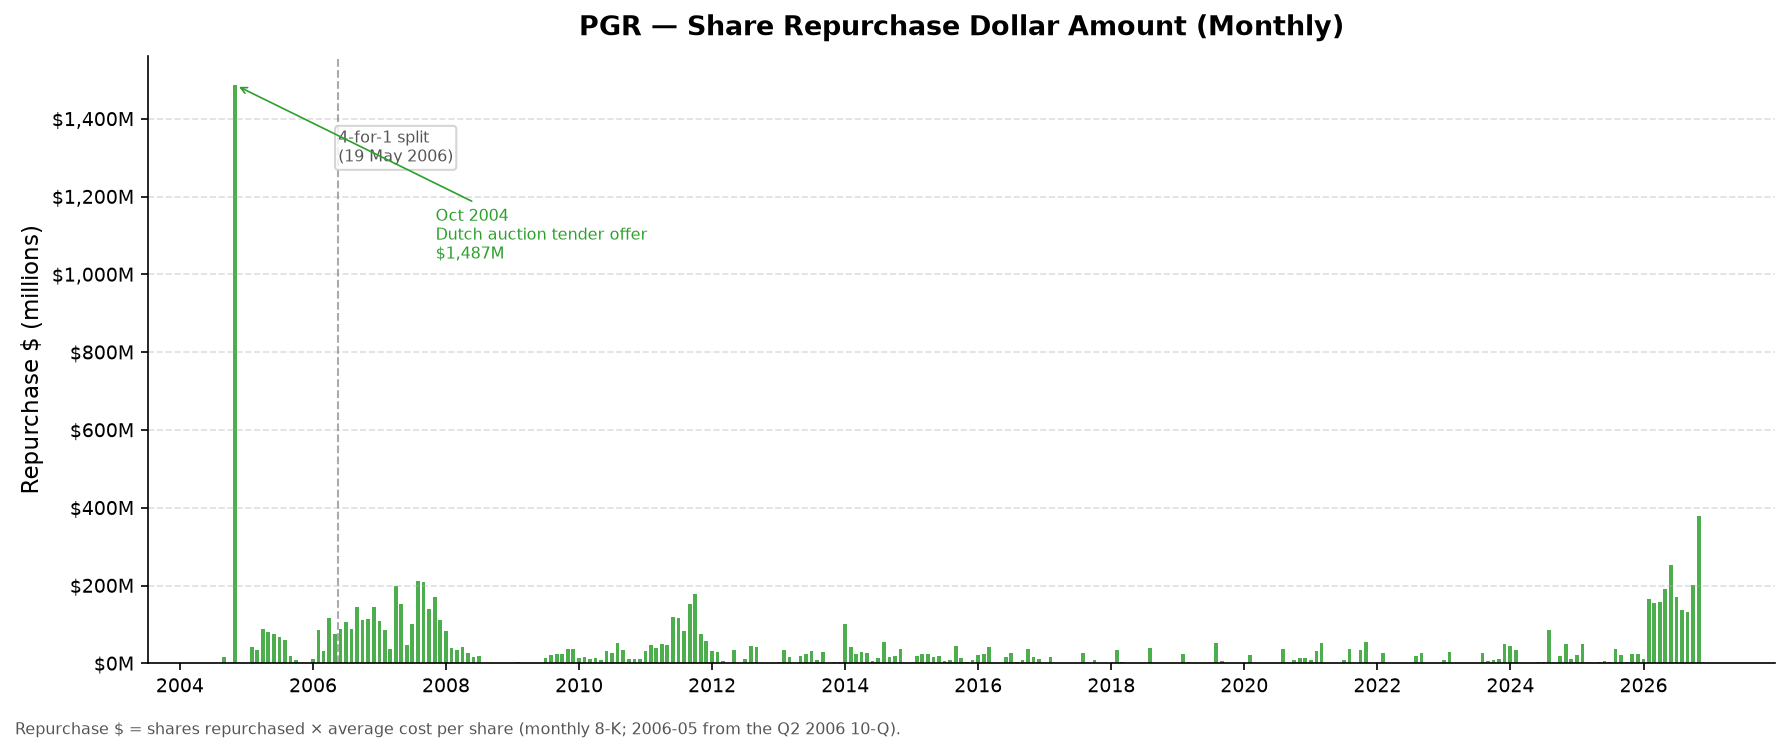 PGR — Share Repurchase Dollar Amount (Monthly)
Repurchase $ (millions)
$1,400M
$1,200M
$1,000M
$800M
$600M
$400M
$200M
$0M
4-for-1 split
(19 May 2006)
Oct 2004
Dutch auction tender offer
$1,487M
2004
2006
2008
2010
2012
2014
2016
2018
2020
2022
2024
2026
Repurchase $ = shares repurchased × average cost per share (monthly 8-K; 2006-05 from the Q2 2006 10-Q).